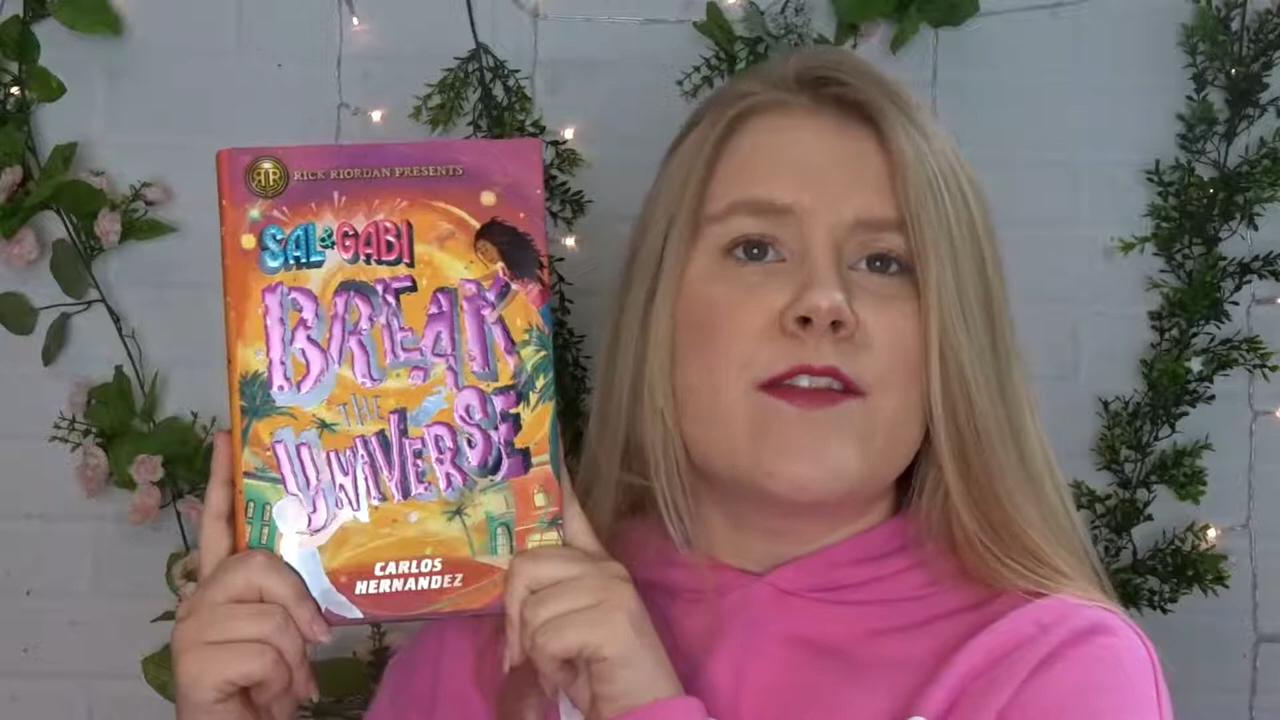 RR RICK RIORDAN PRESENTS
SAL & GABI
BREAK
THE
UNIVERSE
CARLOS
HERNANDEZ